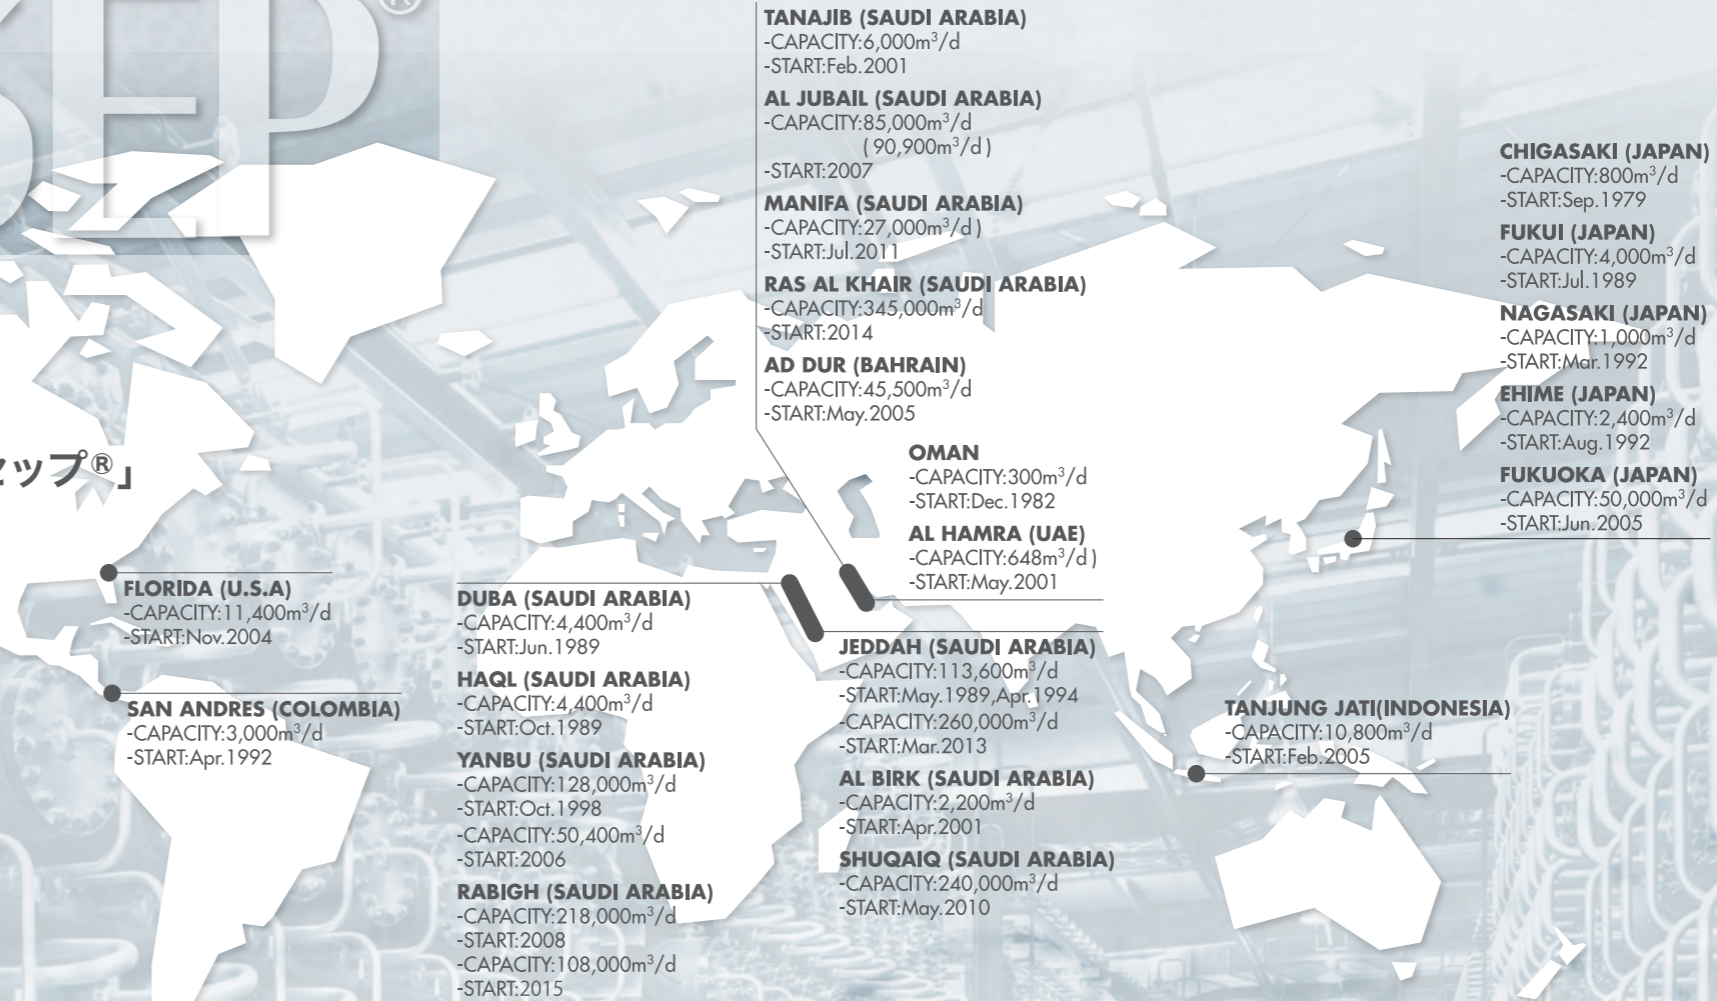 SEP®
セップ®」
TANAJIB (SAUDI ARABIA)
-CAPACITY:6,000m³/d
-START:Feb.2001
AL JUBAIL (SAUDI ARABIA)
-CAPACITY:85,000m³/d
(90,900m³/d)
-START:2007
MANIFA (SAUDI ARABIA)
-CAPACITY:27,000m³/d)
-START:Jul.2011
RAS AL KHAIR (SAUDI ARABIA)
-CAPACITY:345,000m³/d
-START:2014
AD DUR (BAHRAIN)
-CAPACITY:45,500m³/d
-START:May.2005
OMAN
-CAPACITY:300m³/d
-START:Dec.1982
AL HAMRA (UAE)
-CAPACITY:648m³/d)
-START:May.2001
CHIGASAKI (JAPAN)
-CAPACITY:800m³/d
-START:Sep.1979
FUKUI (JAPAN)
-CAPACITY:4,000m³/d
-START:Jul.1989
NAGASAKI (JAPAN)
-CAPACITY:1,000m³/d
-START:Mar.1992
EHIME (JAPAN)
-CAPACITY:2,400m³/d
-START:Aug.1992
FUKUOKA (JAPAN)
-CAPACITY:50,000m³/d
-START:Jun.2005
FLORIDA (U.S.A)
-CAPACITY:11,400m³/d
-START:Nov.2004
SAN ANDRES (COLOMBIA)
-CAPACITY:3,000m³/d
-START:Apr.1992
DUBA (SAUDI ARABIA)
-CAPACITY:4,400m³/d
-START:Jun.1989
HAQL (SAUDI ARABIA)
-CAPACITY:4,400m³/d
-START:Oct.1989
YANBU (SAUDI ARABIA)
-CAPACITY:128,000m³/d
-START:Oct.1998
-CAPACITY:50,400m³/d
-START:2006
RABIGH (SAUDI ARABIA)
-CAPACITY:218,000m³/d
-START:2008
-CAPACITY:108,000m³/d
-START:2015
JEDDAH (SAUDI ARABIA)
-CAPACITY:113,600m³/d
-START:May.1989,Apr.1994
-CAPACITY:260,000m³/d
-START:Mar.2013
AL BIRK (SAUDI ARABIA)
-CAPACITY:2,200m³/d
-START:Apr.2001
SHUQAIQ (SAUDI ARABIA)
-CAPACITY:240,000m³/d
-START:May.2010
TANJUNG JATI(INDONESIA)
-CAPACITY:10,800m³/d
-START:Feb.2005